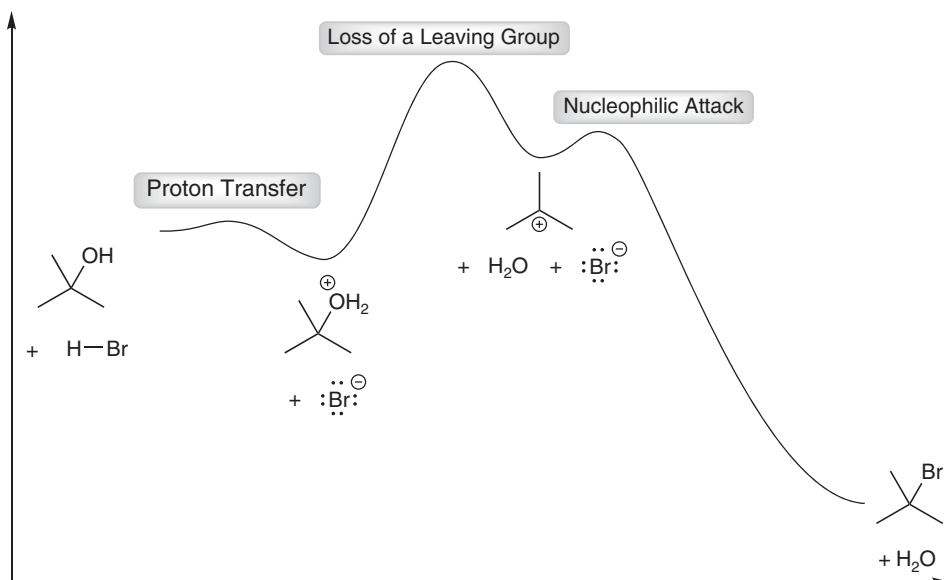 Loss of a Leaving Group
Nucleophilic Attack
Proton Transfer
OH
+ H Br
⊕
OH₂
+ :Br: ⊖
⊕
+ H₂O + :Br: ⊖
Br
+ H₂O